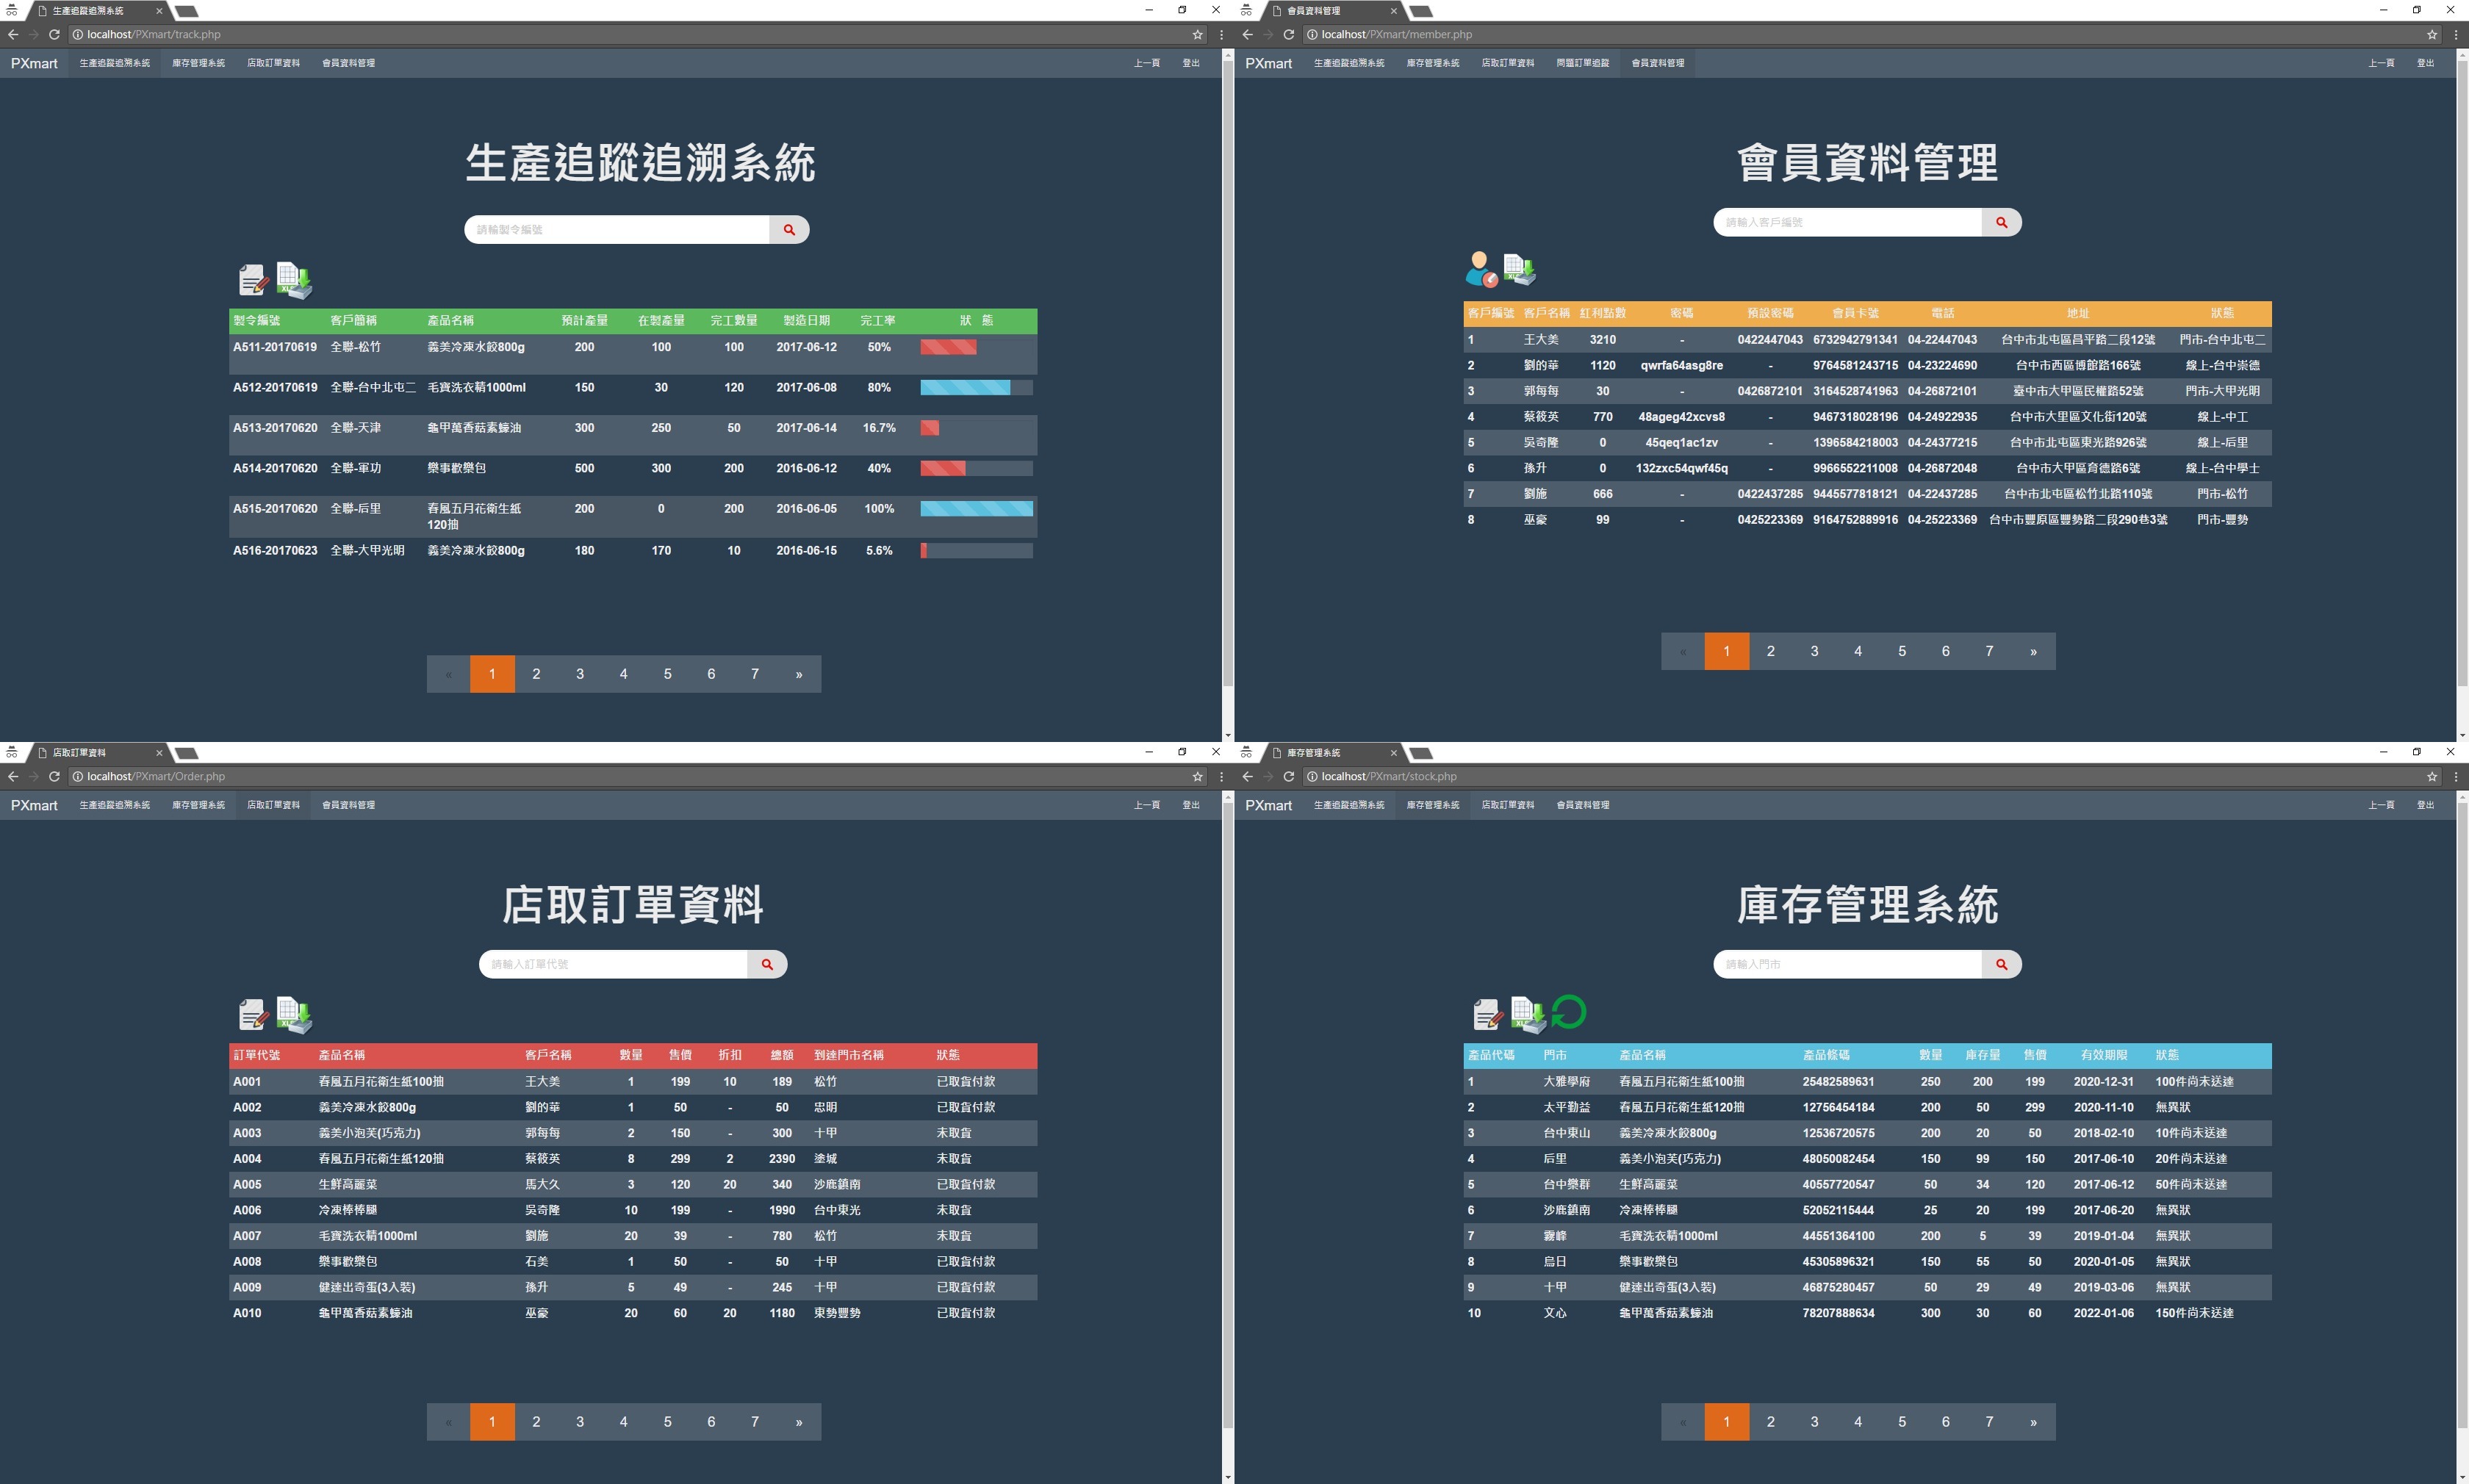 生產追蹤追溯系統
localhost/PXmart/track.php
PXmart 生產追蹤追溯系統 庫存管理系統 店取訂單資料 會員資料管理 上一頁 登出
生產追蹤追溯系統
請輸製令編號
製令編號 客戶簡稱 產品名稱 預計產量 在製產量 完工數量 製造日期 完工率 狀 態
A511-20170619 全聯-松竹 義美冷凍水餃800g 200 100 100 2017-06-12 50%
A512-20170619 全聯-台中北屯二 毛寶洗衣精1000ml 150 30 120 2017-06-08 80%
A513-20170620 全聯-天津 龜甲萬香菇素蠔油 300 250 50 2017-06-14 16.7%
A514-20170620 全聯-軍功 樂事歡樂包 500 300 200 2016-06-12 40%
A515-20170620 全聯-后里 春風五月花衛生紙 200 0 200 2016-06-05 100%
120抽
A516-20170623 全聯-大甲光明 義美冷凍水餃800g 180 170 10 2016-06-15 5.6%
« 1 2 3 4 5 6 7 »
會員資料管理
localhost/PXmart/member.php
PXmart 生產追蹤追溯系統 庫存管理系統 店取訂單資料 問題訂單追蹤 會員資料管理 上一頁 登出
會員資料管理
請輸入客戶編號
客戶編號 客戶名稱 紅利點數 密碼 預設密碼 會員卡號 電話 地址 狀態
1 王大美 3210 - 0422447043 6732942791341 04-22447043 台中市北屯區昌平路二段12號 門市-台中北屯二
2 劉的華 1120 qwrfa64asg8re - 9764581243715 04-23224690 台中市西區博館路166號 線上-台中崇德
3 郭每每 30 - 0426872101 3164528741963 04-26872101 臺中市大甲區民權路52號 門市-大甲光明
4 蔡筱英 770 48ageg42xcvs8 - 9467318028196 04-24922935 台中市大里區文化街120號 線上-中工
5 吳奇隆 0 45qeq1ac1zv - 1396584218003 04-24377215 台中市北屯區東光路926號 線上-后里
6 孫升 0 132zxc54qwf45q - 9966552211008 04-26872048 台中市大甲區育德路6號 線上-台中學士
7 劉施 666 - 0422437285 9445577818121 04-22437285 台中市北屯區松竹北路110號 門市-松竹
8 巫豪 99 - 0425223369 9164752889916 04-25223369 台中市豐原區豐勢路二段290巷3號 門市-豐勢
« 1 2 3 4 5 6 7 »
店取訂單資料
localhost/PXmart/Order.php
PXmart 生產追蹤追溯系統 庫存管理系統 店取訂單資料 會員資料管理 上一頁 登出
店取訂單資料
請輸入訂單代號
訂單代號 產品名稱 客戶名稱 數量 售價 折扣 總額 到達門市名稱 狀態
A001 春風五月花衛生紙100抽 王大美 1 199 10 189 松竹 已取貨付款
A002 義美冷凍水餃800g 劉的華 1 50 - 50 忠明 已取貨付款
A003 義美小泡芙(巧克力) 郭每每 2 150 - 300 十甲 未取貨
A004 春風五月花衛生紙120抽 蔡筱英 8 299 2 2390 塗城 未取貨
A005 生鮮高麗菜 馬大久 3 120 20 340 沙鹿鎮南 已取貨付款
A006 冷凍棒棒腿 吳奇隆 10 199 - 1990 台中東光 未取貨
A007 毛寶洗衣精1000ml 劉施 20 39 - 780 松竹 未取貨
A008 樂事歡樂包 石美 1 50 - 50 十甲 已取貨付款
A009 健達出奇蛋(3入裝) 孫升 5 49 - 245 十甲 已取貨付款
A010 龜甲萬香菇素蠔油 巫豪 20 60 20 1180 東勢豐勢 已取貨付款
« 1 2 3 4 5 6 7 »
庫存管理系統
localhost/PXmart/stock.php
PXmart 生產追蹤追溯系統 庫存管理系統 店取訂單資料 會員資料管理 上一頁 登出
庫存管理系統
請輸入門市
產品代碼 門市 產品名稱 產品條碼 數量 庫存量 售價 有效期限 狀態
1 大雅學府 春風五月花衛生紙100抽 25482589631 250 200 199 2020-12-31 100件尚未送達
2 太平勤益 春風五月花衛生紙120抽 12756454184 200 50 299 2020-11-10 無異狀
3 台中東山 義美冷凍水餃800g 12536720575 200 20 50 2018-02-10 10件尚未送達
4 后里 義美小泡芙(巧克力) 48050082454 150 99 150 2017-06-10 20件尚未送達
5 台中樂群 生鮮高麗菜 40557720547 50 34 120 2017-06-12 50件尚未送達
6 沙鹿鎮南 冷凍棒棒腿 52052115444 25 20 199 2017-06-20 無異狀
7 霧峰 毛寶洗衣精1000ml 44551364100 200 5 39 2019-01-04 無異狀
8 烏日 樂事歡樂包 45305896321 150 55 50 2020-01-05 無異狀
9 十甲 健達出奇蛋(3入裝) 46875280457 50 29 49 2019-03-06 無異狀
10 文心 龜甲萬香菇素蠔油 78207888634 300 30 60 2022-01-06 150件尚未送達
« 1 2 3 4 5 6 7 »